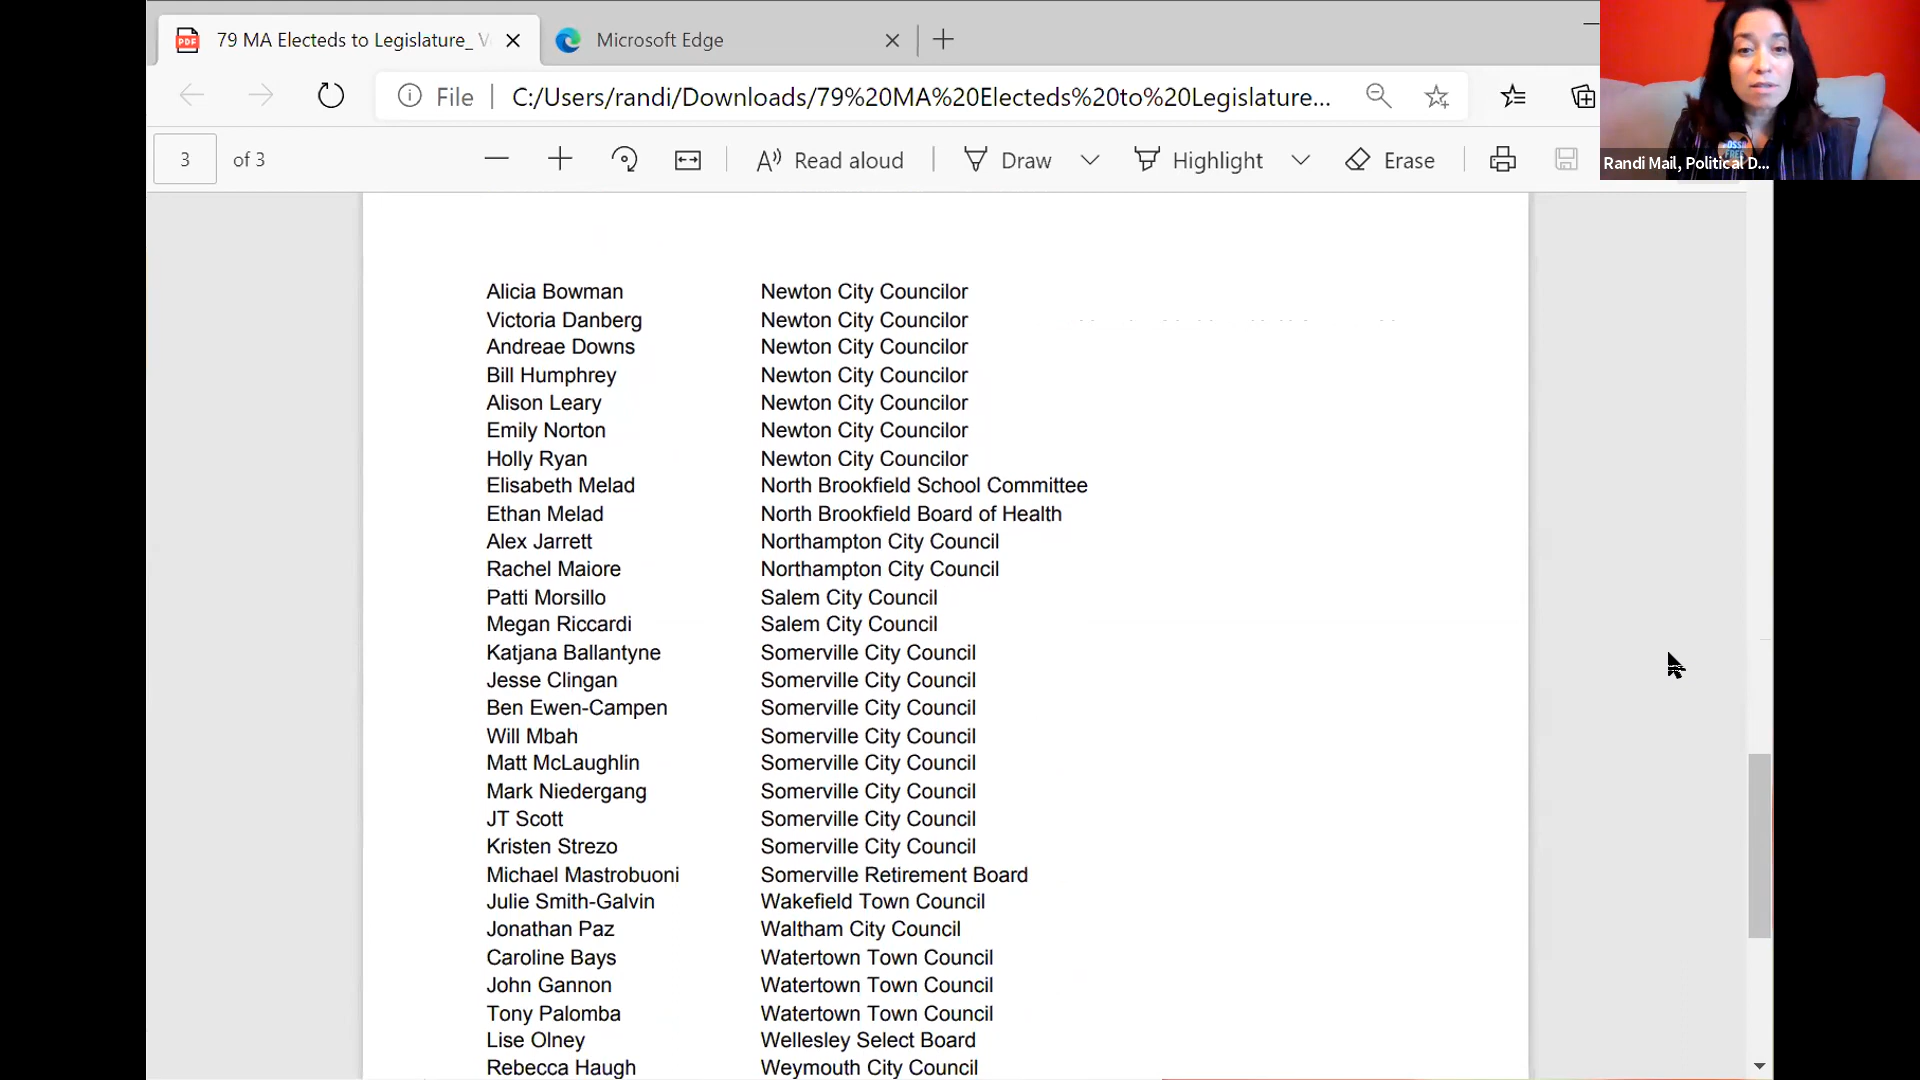 79 MA Electeds to Legislature_ V
Microsoft Edge
File
C:/Users/randi/Downloads/79%20MA%20Electeds%20to%20Legislature...
3 of 3
Read aloud
Draw
Highlight
Erase
Randi Mail, Political D...
Alicia Bowman Newton City Councilor
Victoria Danberg Newton City Councilor
Andreae Downs Newton City Councilor
Bill Humphrey Newton City Councilor
Alison Leary Newton City Councilor
Emily Norton Newton City Councilor
Holly Ryan Newton City Councilor
Elisabeth Melad North Brookfield School Committee
Ethan Melad North Brookfield Board of Health
Alex Jarrett Northampton City Council
Rachel Maiore Northampton City Council
Patti Morsillo Salem City Council
Megan Riccardi Salem City Council
Katjana Ballantyne Somerville City Council
Jesse Clingan Somerville City Council
Ben Ewen-Campen Somerville City Council
Will Mbah Somerville City Council
Matt McLaughlin Somerville City Council
Mark Niedergang Somerville City Council
JT Scott Somerville City Council
Kristen Strezo Somerville City Council
Michael Mastrobuoni Somerville Retirement Board
Julie Smith-Galvin Wakefield Town Council
Jonathan Paz Waltham City Council
Caroline Bays Watertown Town Council
John Gannon Watertown Town Council
Tony Palomba Watertown Town Council
Lise Olney Wellesley Select Board
Rebecca Haugh Weymouth City Council